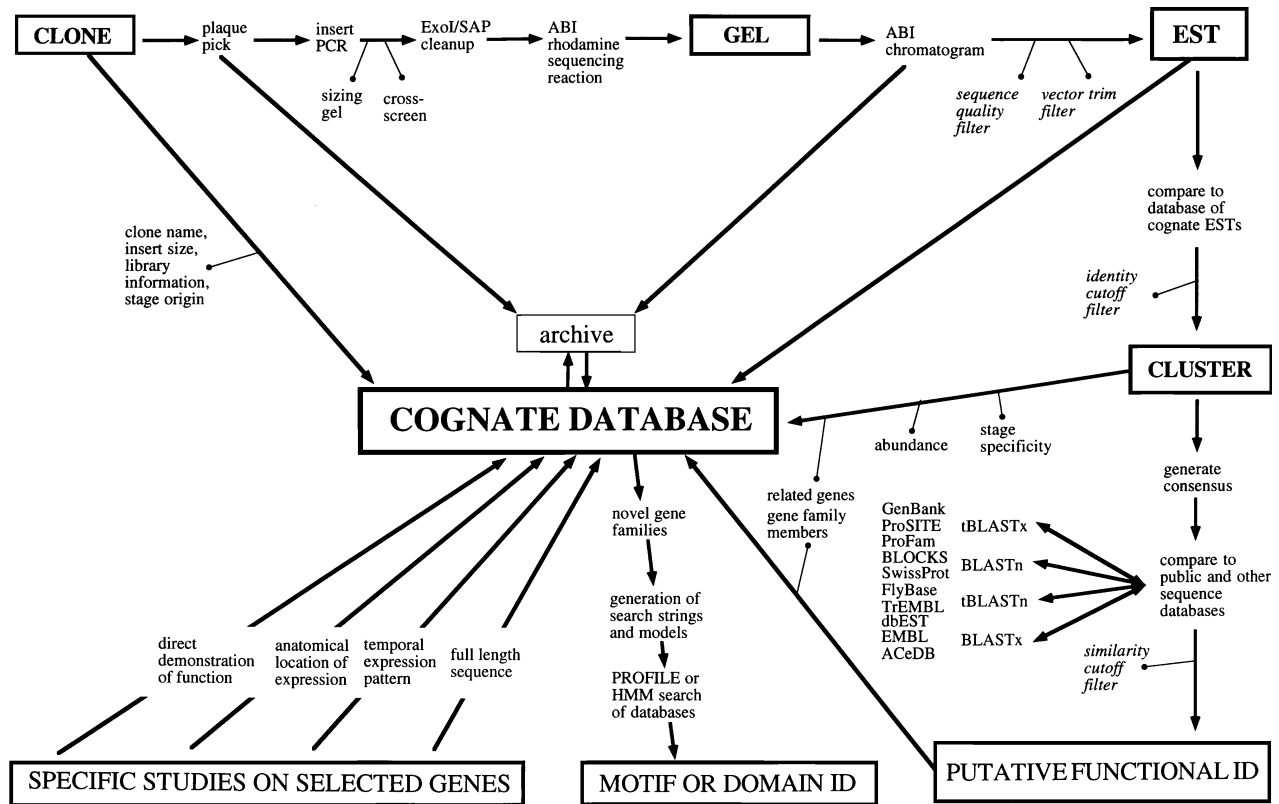 CLONE
plaque
pick
insert
PCR
ExoI/SAP
cleanup
ABI
rhodamine
sequencing
reaction
GEL
ABI
chromatogram
EST
sizing
gel
cross-
screen
sequence
quality
filter
vector trim
filter
compare to
database of
cognate ESTs
clone name,
insert size,
library
information,
stage origin
identity
cutoff
filter
archive
CLUSTER
COGNATE DATABASE
abundance
stage
specificity
generate
consensus
related genes
gene family
members
novel gene
families
GenBank
ProSITE
ProFam
BLOCKS
SwissProt
FlyBase
TrEMBL
dbEST
EMBL
ACeDB
tBLASTx
BLASTn
tBLASTn
BLASTx
compare to
public and other
sequence
databases
generation of
search strings
and models
direct
demonstration
of function
anatomical
location of
expression
temporal
expression
pattern
full length
sequence
PROFILE or
HMM search
of databases
similarity
cutoff
filter
SPECIFIC STUDIES ON SELECTED GENES
MOTIF OR DOMAIN ID
PUTATIVE FUNCTIONAL ID